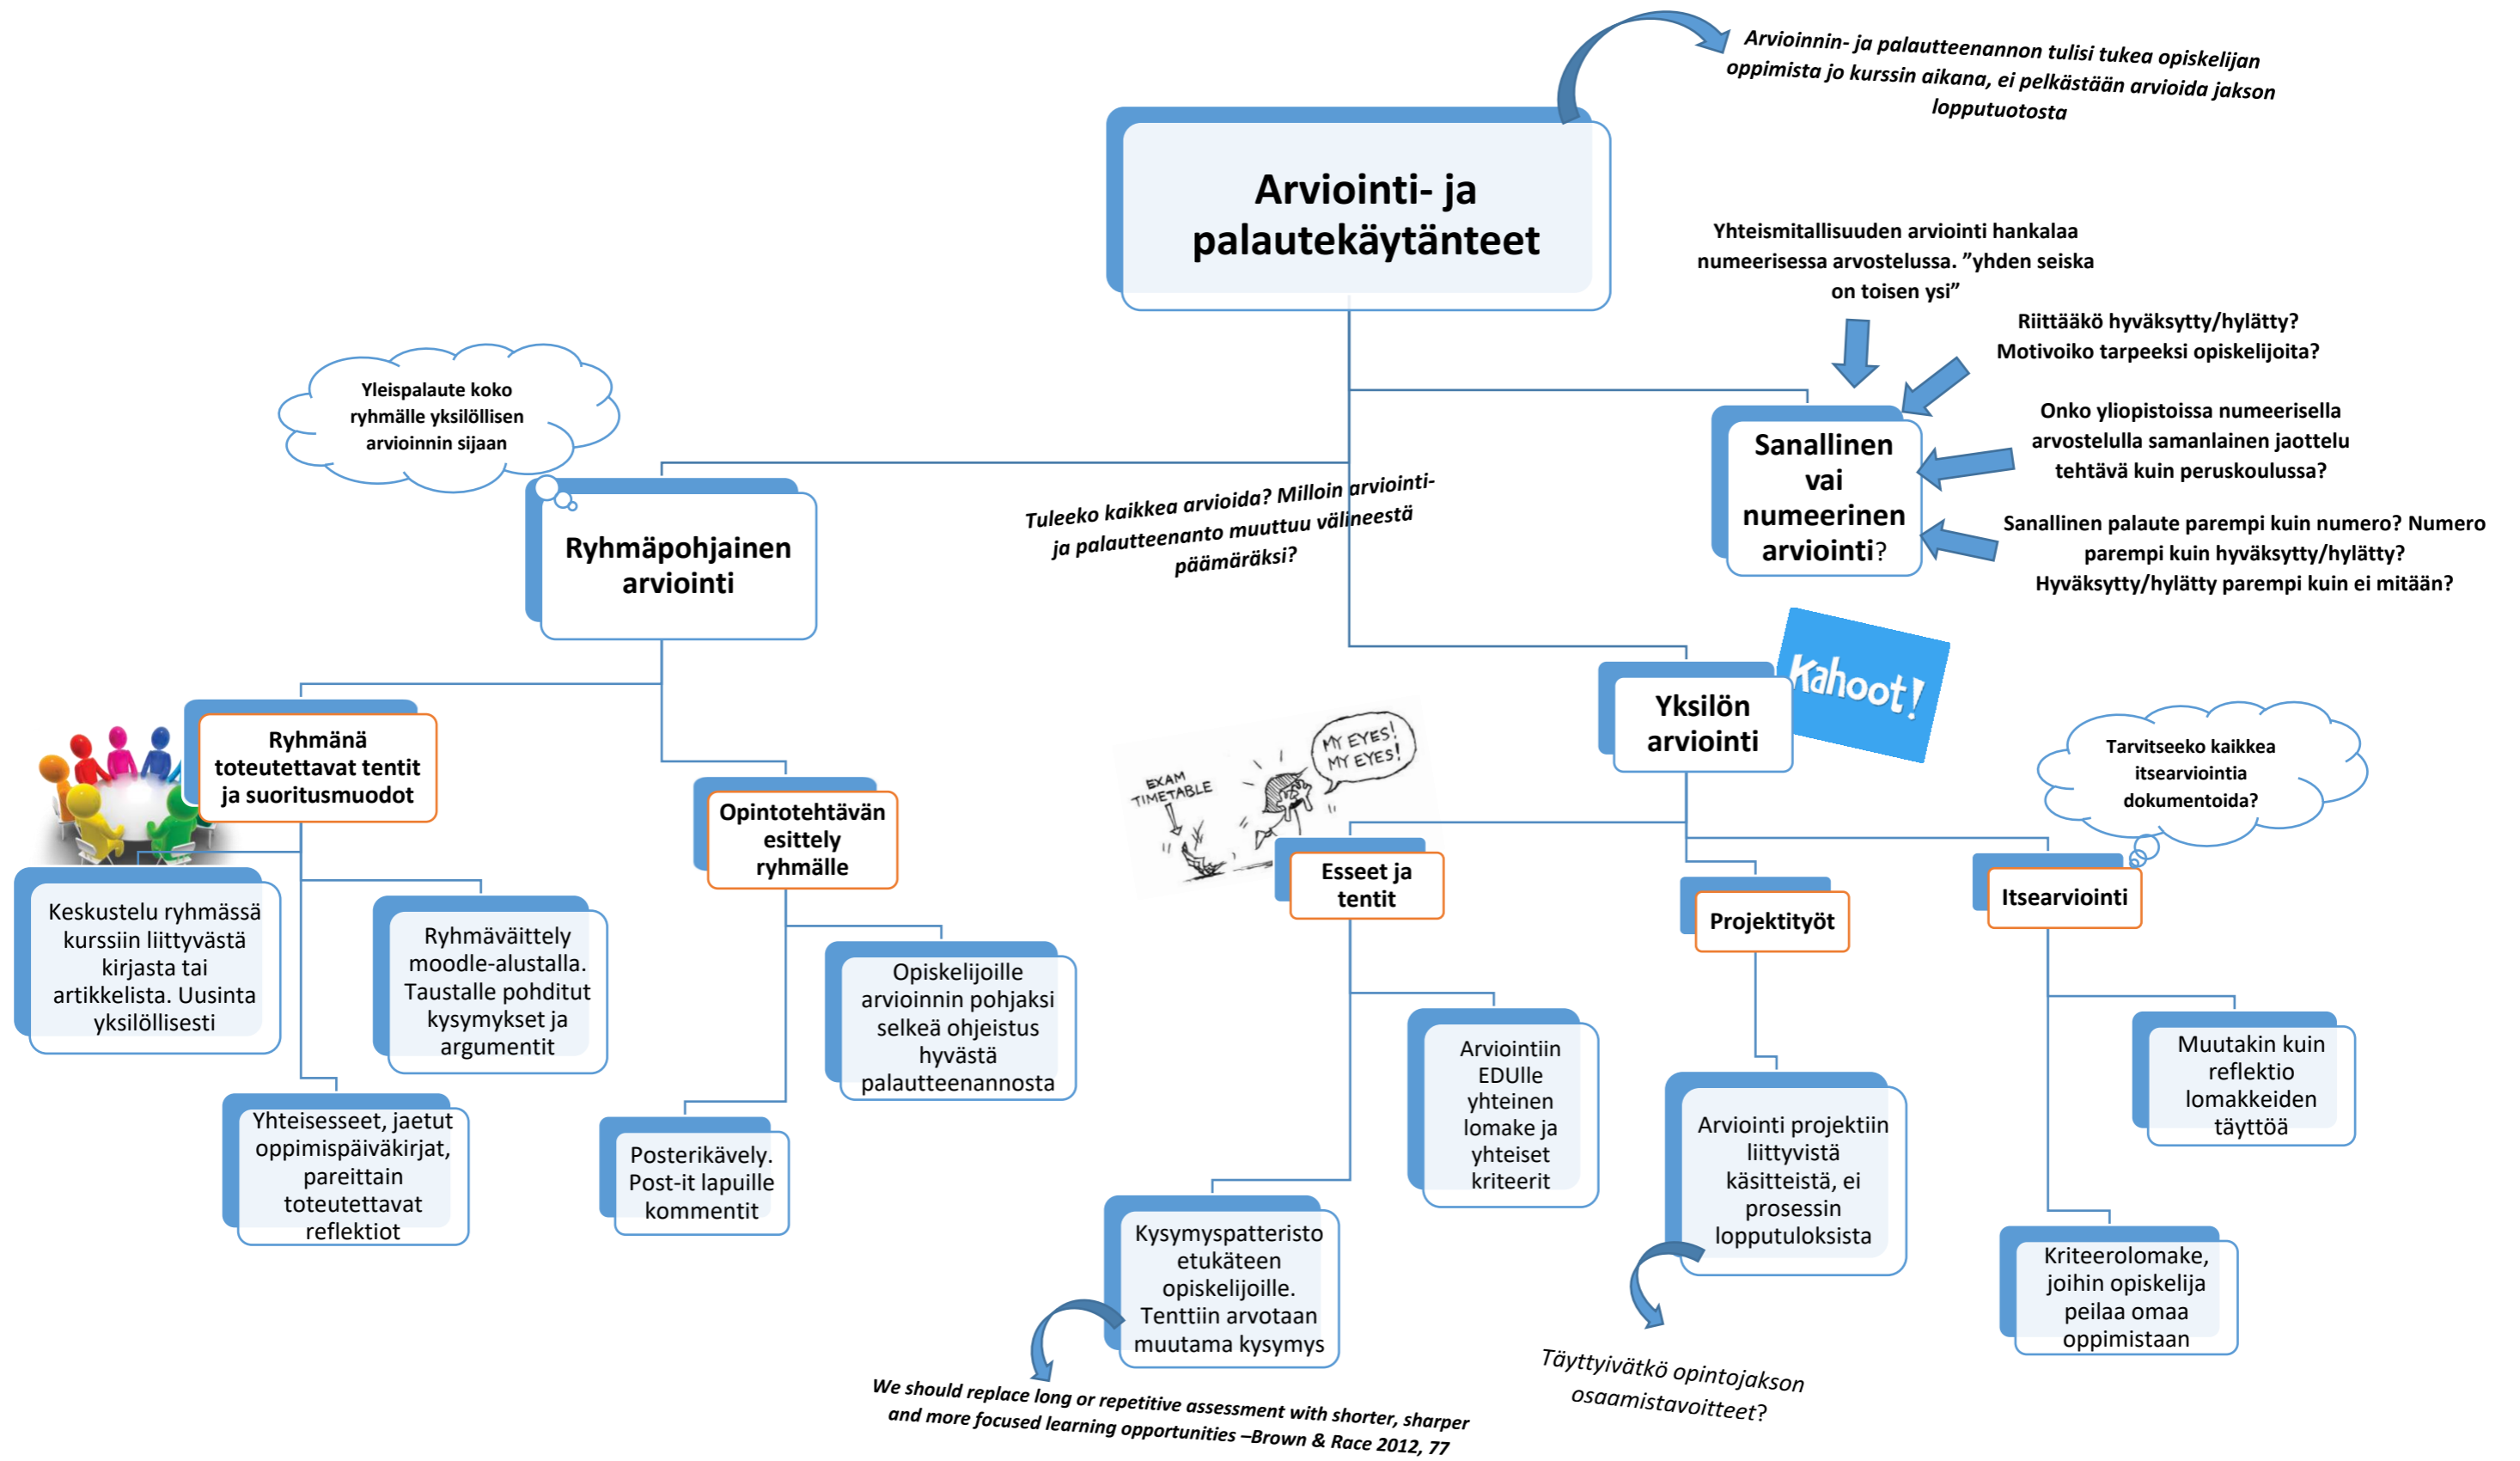 Arvioinnin- ja palautteenannon tulisi tukea opiskelijan
oppimista jo kurssin aikana, ei pelkästään arvioida jakson
lopputuotosta
Arviointi- ja
palautekäytänteet
Yhteismitallisuuden arviointi hankalaa
numeerisessa arvostelussa. ”yhden seiska
on toisen ysi”
Riittääkö hyväksytty/hylätty?
Motivoiko tarpeeksi opiskelijoita?
Onko yliopistoissa numeerisella
arvostelulla samanlainen jaottelu
tehtävä kuin peruskoulussa?
Sanallinen palaute parempi kuin numero? Numero
parempi kuin hyväksytty/hylätty?
Hyväksytty/hylätty parempi kuin ei mitään?
Sanallinen
vai
numeerinen
arviointi?
Yleispalaute koko
ryhmälle yksilöllisen
arvioinnin sijaan
Ryhmäpohjainen
arviointi
Tuleeko kaikkea arvioida? Milloin arviointi-
ja palautteenanto muuttuu välineestä
päämäräksi?
Kahoot!
Yksilön
arviointi
Ryhmänä
toteutettavat tentit
ja suoritusmuodot
Opintotehtävän
esittely
ryhmälle
EXAM
TIMETABLE
MY EYES!
MY EYES!
Tarvitseeko kaikkea
itsearviointia
dokumentoida?
Esseet ja
tentit
Projektityöt
Itsearviointi
Keskustelu ryhmässä
kurssiin liittyvästä
kirjasta tai
artikkelista. Uusinta
yksilöllisesti
Ryhmäväittely
moodle-alustalla.
Taustalle pohditut
kysymykset ja
argumentit
Yhteisesseet, jaetut
oppimispäiväkirjat,
pareittain
toteutettavat
reflektiot
Opiskelijoille
arvioinnin pohjaksi
selkeä ohjeistus
hyvästä
palautteenannosta
Posterikävely.
Post-it lapuille
kommentit
Arviointiin
EDUlle
yhteinen
lomake ja
yhteiset
kriteerit
Kysymyspatteristo
etukäteen
opiskelijoille.
Tenttiin arvotaan
muutama kysymys
We should replace long or repetitive assessment with shorter, sharper
and more focused learning opportunities –Brown & Race 2012, 77
Arviointi projektiin
liittyvistä
käsitteistä, ei
prosessin
lopputuloksista
Täyttyivätkö opintojakson
osaamistavoitteet?
Muutakin kuin
reflektio
lomakkeiden
täyttöä
Kriteerolomake,
joihin opiskelija
peilaa omaa
oppimistaan